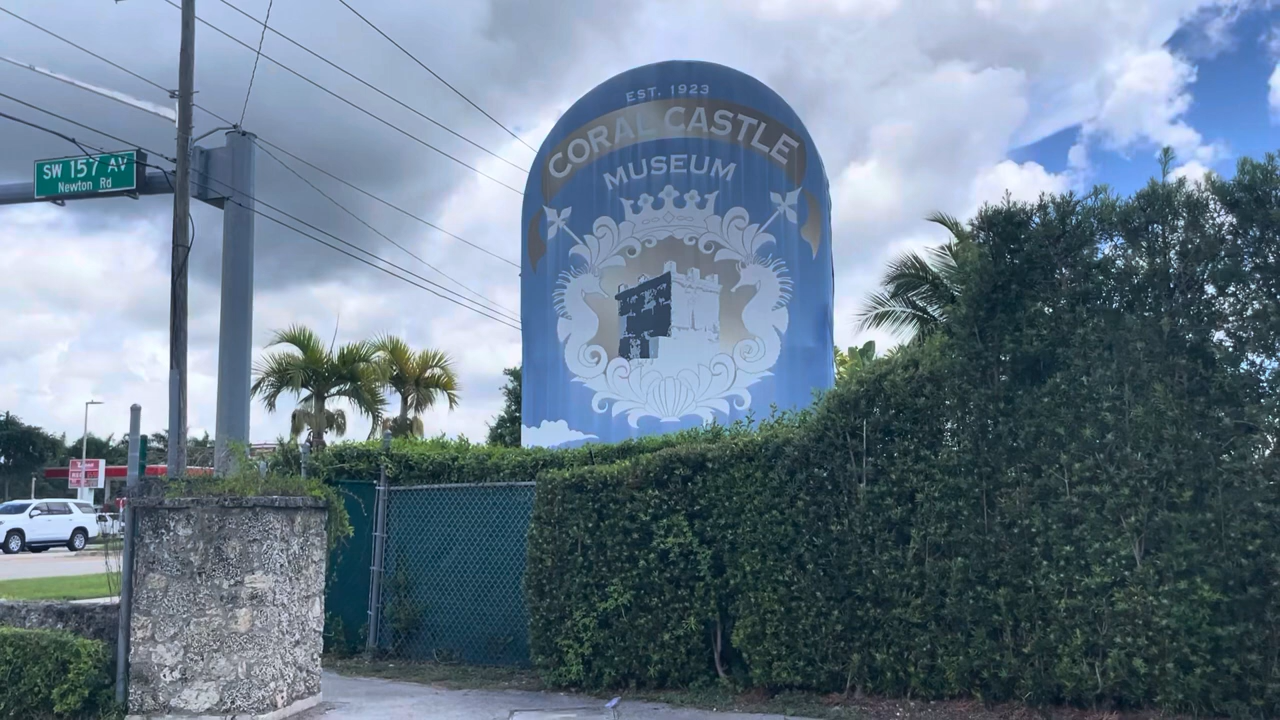 SW 157 AV
Newton Rd
EST. 1923
CORAL CASTLE
MUSEUM